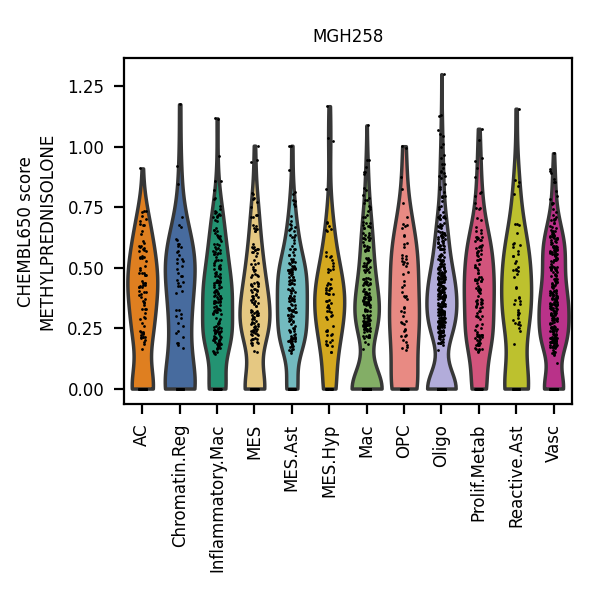 MGH258
CHEMBL650 score
METHYLPREDNISOLONE
1.25
1.00
0.75
0.50
0.25
0.00
AC
Chromatin.Reg
Inflammatory.Mac
MES
MES.Ast
MES.Hyp
Mac
OPC
Oligo
Prolif.Metab
Reactive.Ast
Vasc